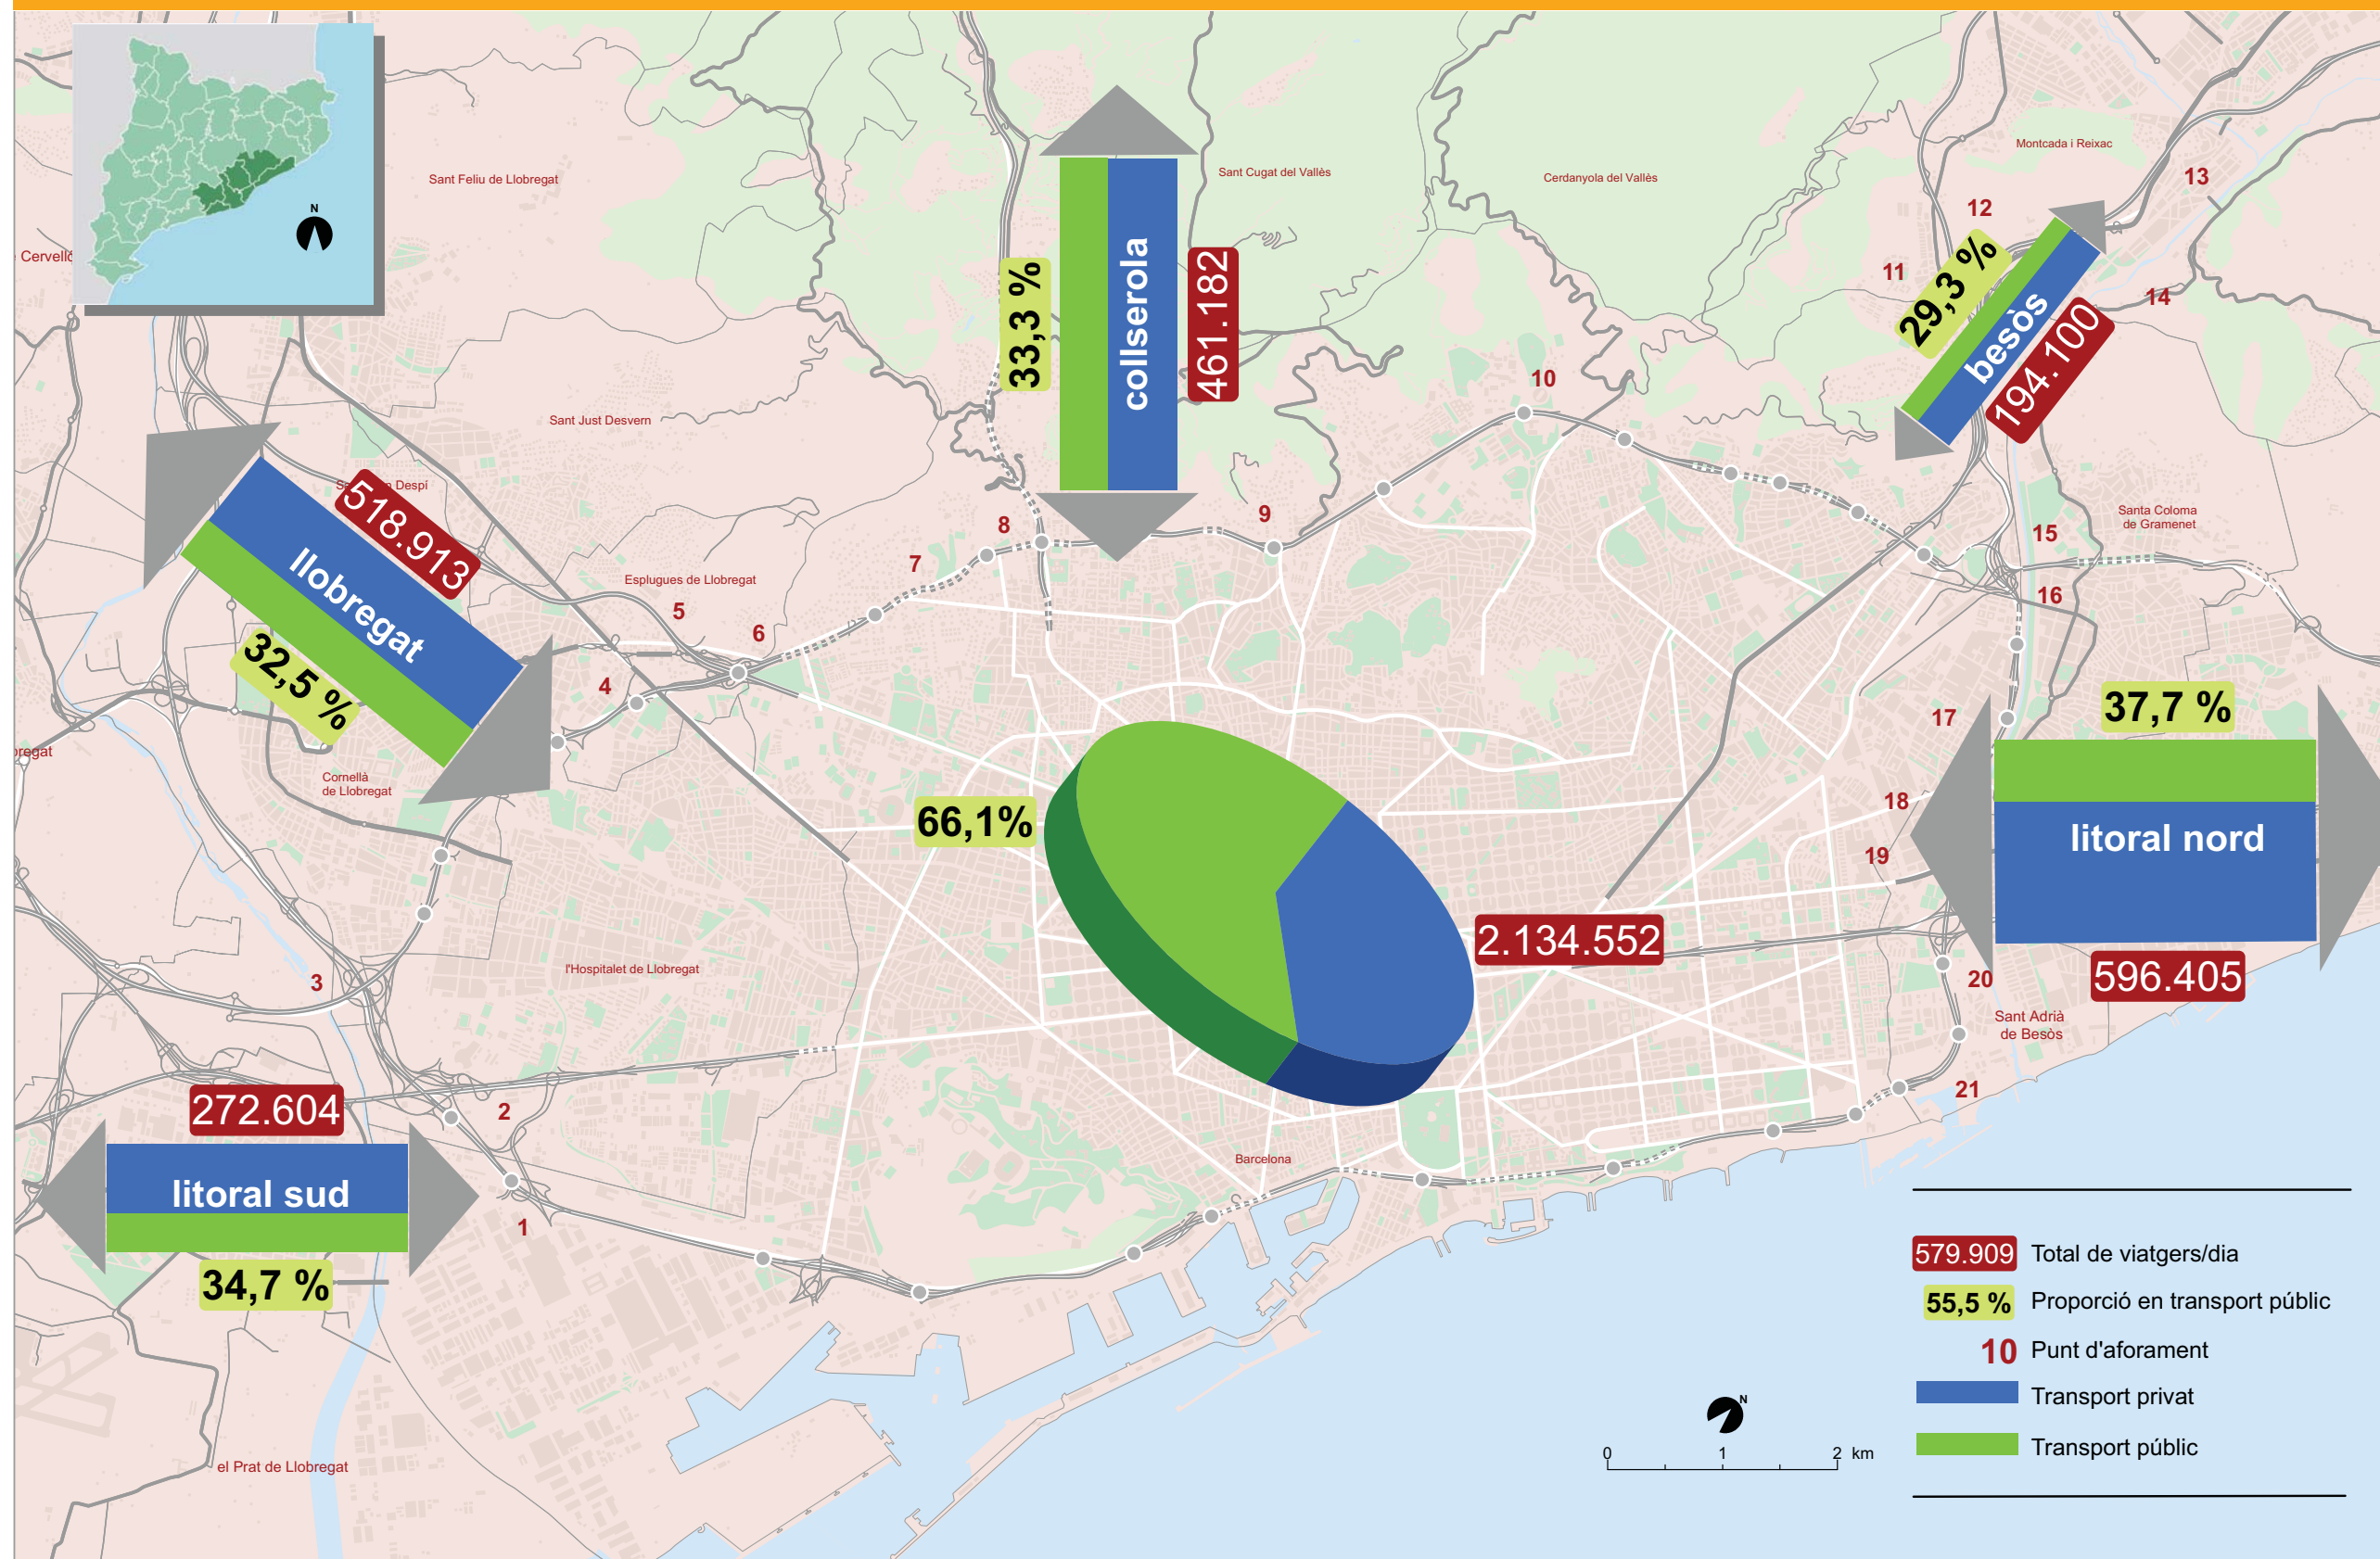 N
Cervelló
Sant Feliu de Llobregat
Sant Cugat del Vallès
Cerdanyola del Vallès
Montcada i Reixac
13
12
11
14
33,3 %
collserola
461.182
29,3 %
besòs
194.100
10
Sant Just Desvern
Despí
518.913
llobregat
32,5 %
8
9
7
Esplugues de Llobregat
5
6
4
Santa Coloma
de Gramenet
15
16
17
37,7 %
litoral nord
596.405
18
19
20
Sant Adrià
de Besòs
21
Cornellà
de Llobregat
66,1%
2.134.552
l'Hospitalet de Llobregat
3
272.604
2
litoral sud
34,7 %
1
Barcelona
el Prat de Llobregat
579.909 Total de viatgers/dia
55,5 % Proporció en transport públic
10 Punt d'aforament
Transport privat
Transport públic
N
0 1 2 km